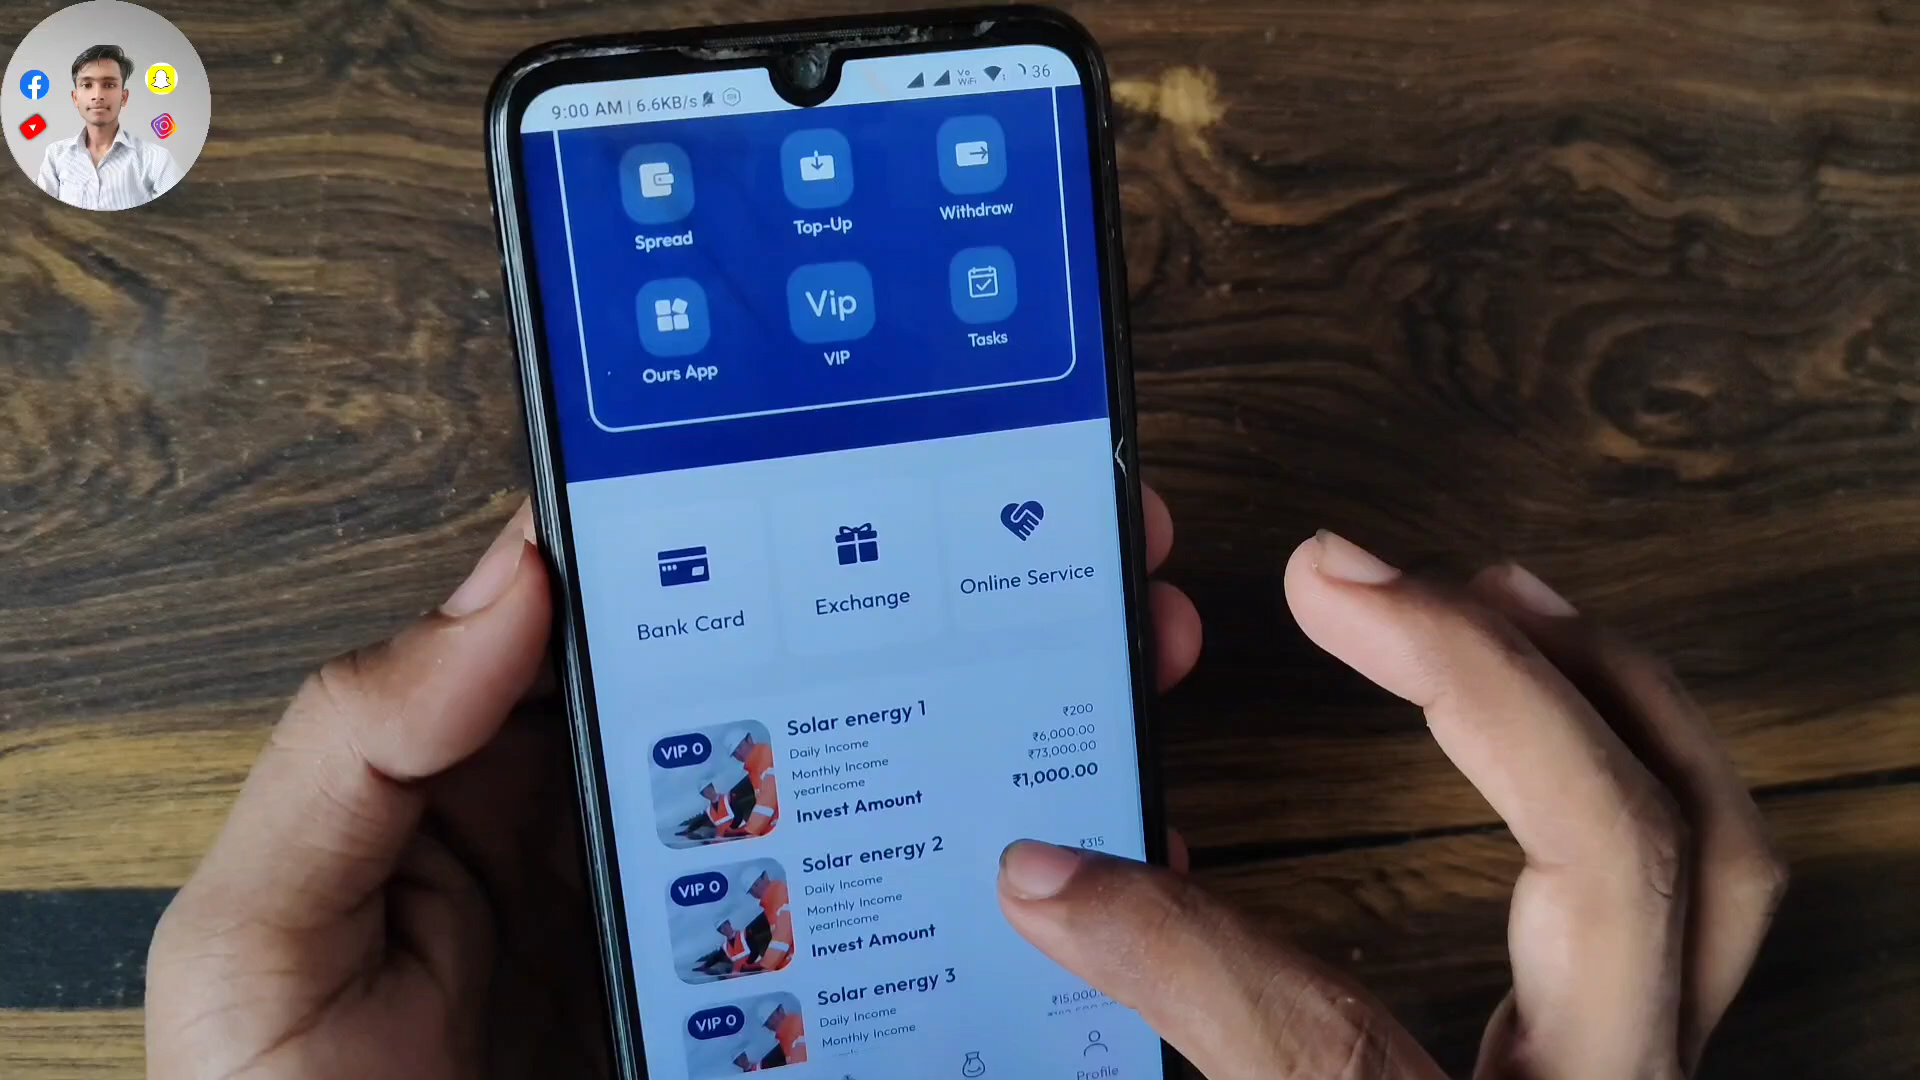 9:00 AM | 6.6KB/s
Vo
WiFi
36
Spread
Top-Up
Withdraw
Ours App
Vip
VIP
Tasks
Bank Card
Exchange
Online Service
VIP 0
Solar energy 1
Daily Income ₹200
Monthly Income ₹6,000.00
yearIncome ₹73,000.00
Invest Amount ₹1,000.00
VIP 0
Solar energy 2
Daily Income ₹315
Monthly Income
yearIncome
Invest Amount
VIP 0
Solar energy 3
Daily Income
Monthly Income ₹15,000.
Profile